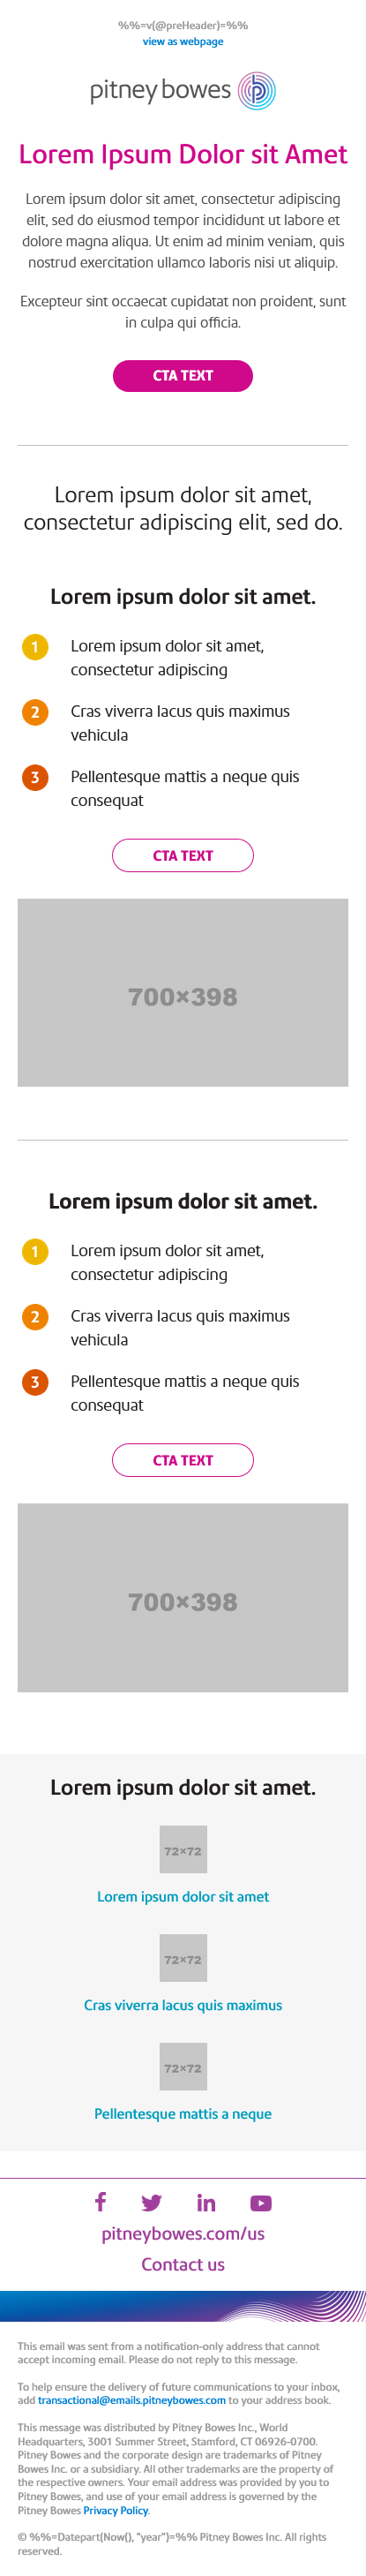 %%=v(@preHeader)=%%
view as webpage
pitney bowes
Lorem Ipsum Dolor sit Amet
Lorem ipsum dolor sit amet, consectetur adipiscing
elit, sed do eiusmod tempor incididunt ut labore et
dolore magna aliqua. Ut enim ad minim veniam, quis
nostrud exercitation ullamco laboris nisi ut aliquip.
Excepteur sint occaecat cupidatat non proident, sunt
in culpa qui officia.
CTA TEXT
Lorem ipsum dolor sit amet,
consectetur adipiscing elit, sed do.
Lorem ipsum dolor sit amet.
1 Lorem ipsum dolor sit amet,
consectetur adipiscing
2 Cras viverra lacus quis maximus
vehicula
3 Pellentesque mattis a neque quis
consequat
CTA TEXT
700×398
Lorem ipsum dolor sit amet.
1 Lorem ipsum dolor sit amet,
consectetur adipiscing
2 Cras viverra lacus quis maximus
vehicula
3 Pellentesque mattis a neque quis
consequat
CTA TEXT
700×398
Lorem ipsum dolor sit amet.
72×72
Lorem ipsum dolor sit amet
72×72
Cras viverra lacus quis maximus
72×72
Pellentesque mattis a neque
pitneybowes.com/us
Contact us
This email was sent from a notification-only address that cannot
accept incoming email. Please do not reply to this message.
To help ensure the delivery of future communications to your inbox,
add transactional@emails.pitneybowes.com to your address book.
This message was distributed by Pitney Bowes Inc., World
Headquarters, 3001 Summer Street, Stamford, CT 06926-0700.
Pitney Bowes and the corporate design are trademarks of Pitney
Bowes Inc. or a subsidiary. All other trademarks are the property of
the respective owners. Your email address was provided by you to
Pitney Bowes, and use of your email address is governed by the
Pitney Bowes Privacy Policy.
© %%=Datepart(Now(), "year")=%% Pitney Bowes Inc. All rights
reserved.